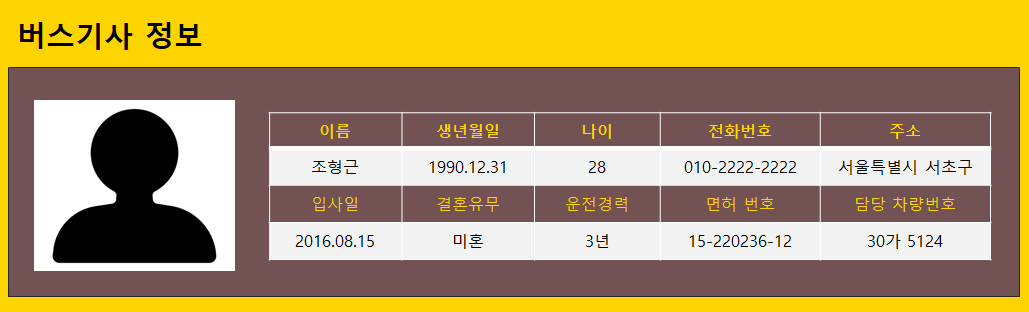 버스기사 정보
이름 생년월일 나이 전화번호 주소
조형근 1990.12.31 28 010-2222-2222 서울특별시 서초구
입사일 결혼유무 운전경력 면허 번호 담당 차량번호
2016.08.15 미혼 3년 15-220236-12 30가 5124